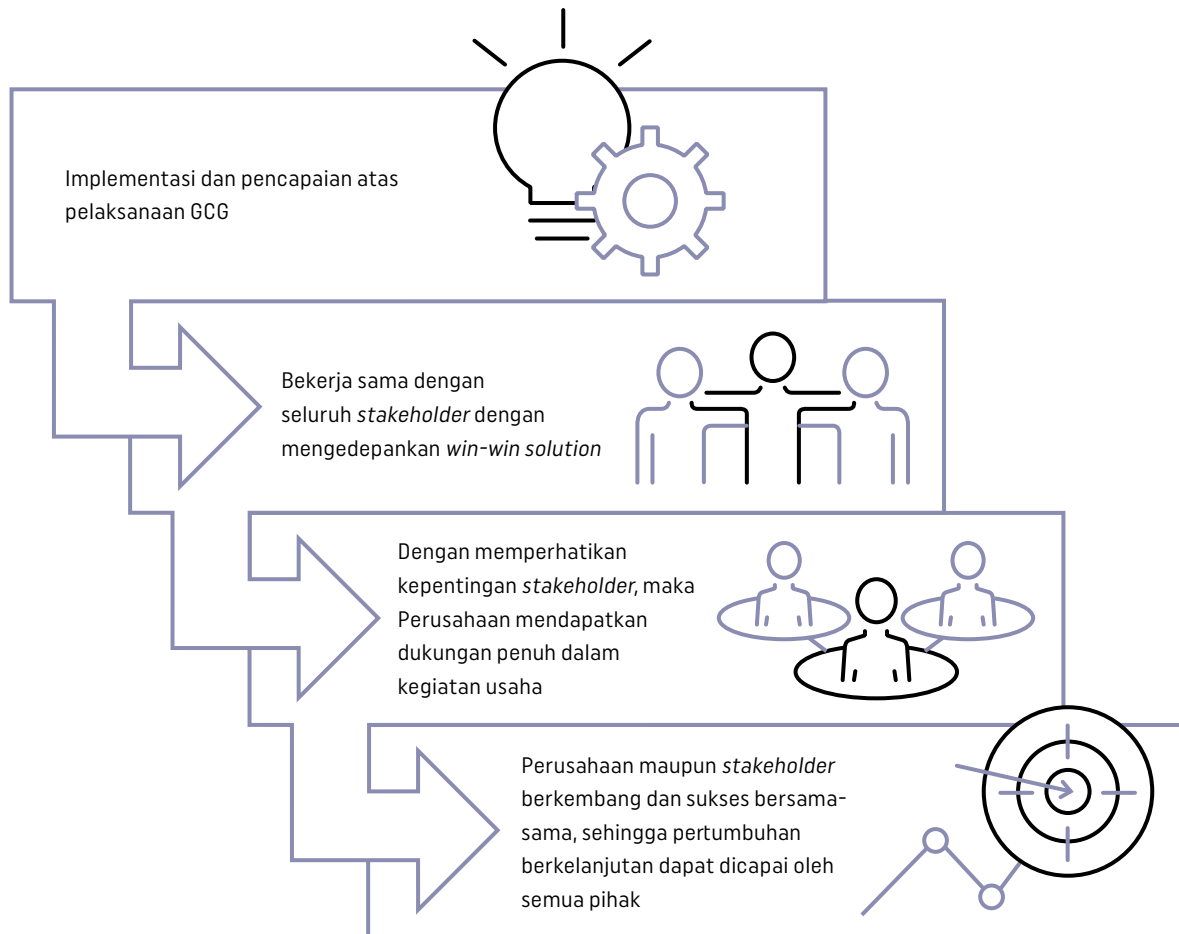 Implementasi dan pencapaian atas
pelaksanaan GCG
Bekerja sama dengan
seluruh stakeholder dengan
mengedepankan win-win solution
Dengan memperhatikan
kepentingan stakeholder, maka
Perusahaan mendapatkan
dukungan penuh dalam
kegiatan usaha
Perusahaan maupun stakeholder
berkembang dan sukses bersama-
sama, sehingga pertumbuhan
berkelanjutan dapat dicapai oleh
semua pihak